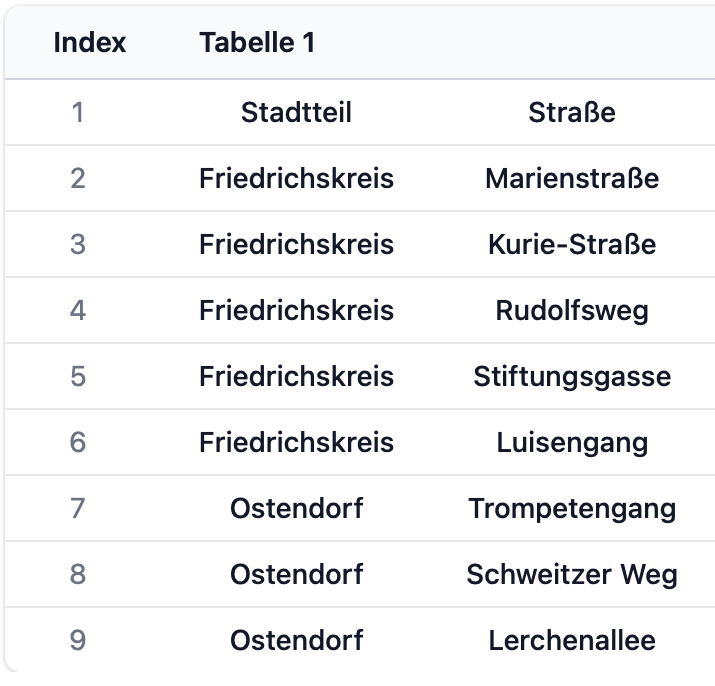 Index Tabelle 1
1 Stadtteil Straße
2 Friedrichskreis Marienstraße
3 Friedrichskreis Kurie-Straße
4 Friedrichskreis Rudolfsweg
5 Friedrichskreis Stiftungsgasse
6 Friedrichskreis Luisengang
7 Ostendorf Trompetengang
8 Ostendorf Schweitzer Weg
9 Ostendorf Lerchenallee